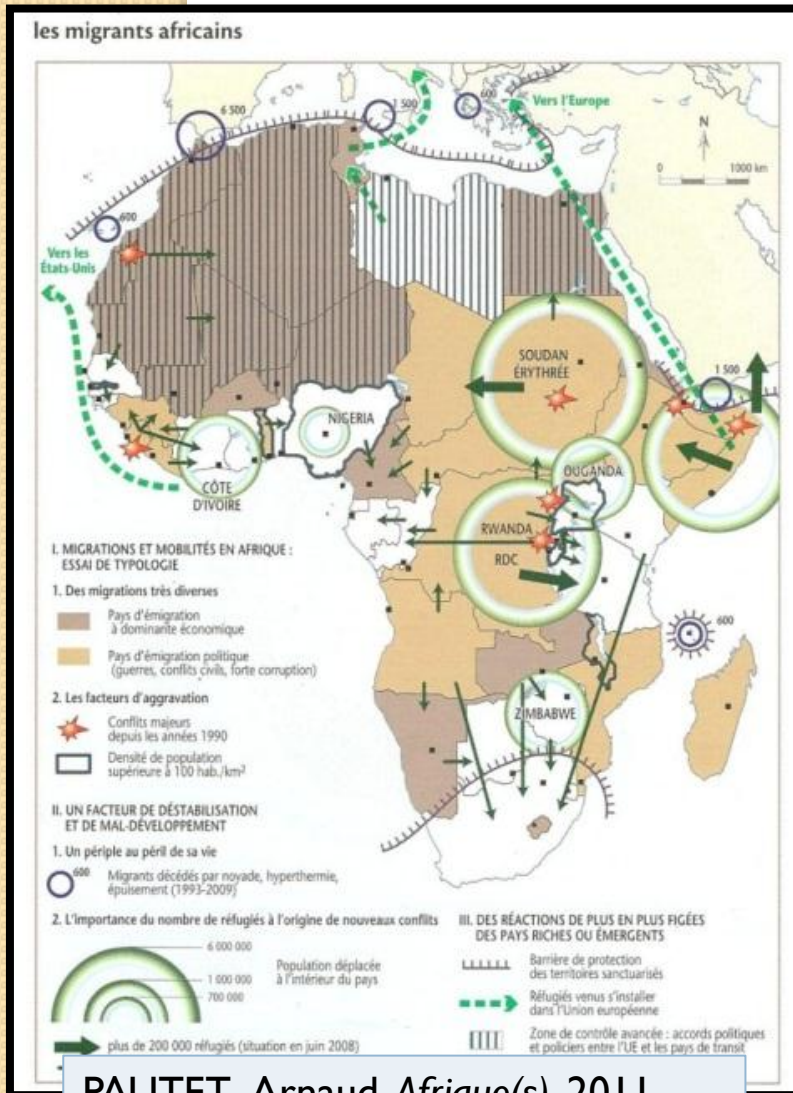 les migrants africains
6 500
1 500
600
Vers l'Europe
N
0 1000 km
600
Vers les
États-Unis
SOUDAN
ÉRYTHRÉE
1 500
NIGERIA
OUGANDA
CÔTE
D'IVOIRE
RWANDA
RDC
600
ZIMBABWE
I. MIGRATIONS ET MOBILITÉS EN AFRIQUE :
ESSAI DE TYPOLOGIE
1. Des migrations très diverses
Pays d'émigration
à dominante économique
Pays d'émigration politique
(guerres, conflits civils, forte corruption)
2. Les facteurs d'aggravation
Conflits majeurs
depuis les années 1990
Densité de population
supérieure à 100 hab./km²
II. UN FACTEUR DE DÉSTABILISATION
ET DE MAL-DÉVELOPPEMENT
1. Un périple au péril de sa vie
600
Migrants décédés par noyade, hyperthermie,
épuisement (1993-2009)
2. L'importance du nombre de réfugiés à l'origine de nouveaux conflits
6 000 000
1 000 000
700 000
Population déplacée
à l'intérieur du pays
plus de 200 000 réfugiés (situation en juin 2008)
III. DES RÉACTIONS DE PLUS EN PLUS FIGÉES
DES PAYS RICHES OU ÉMERGENTS
Barrière de protection
des territoires sanctuarisés
Réfugiés venus s'installer
dans l'Union européenne
Zone de contrôle avancée : accords politiques
et policiers entre l'UE et les pays de transit
Arnaud Afrique(s) 2011